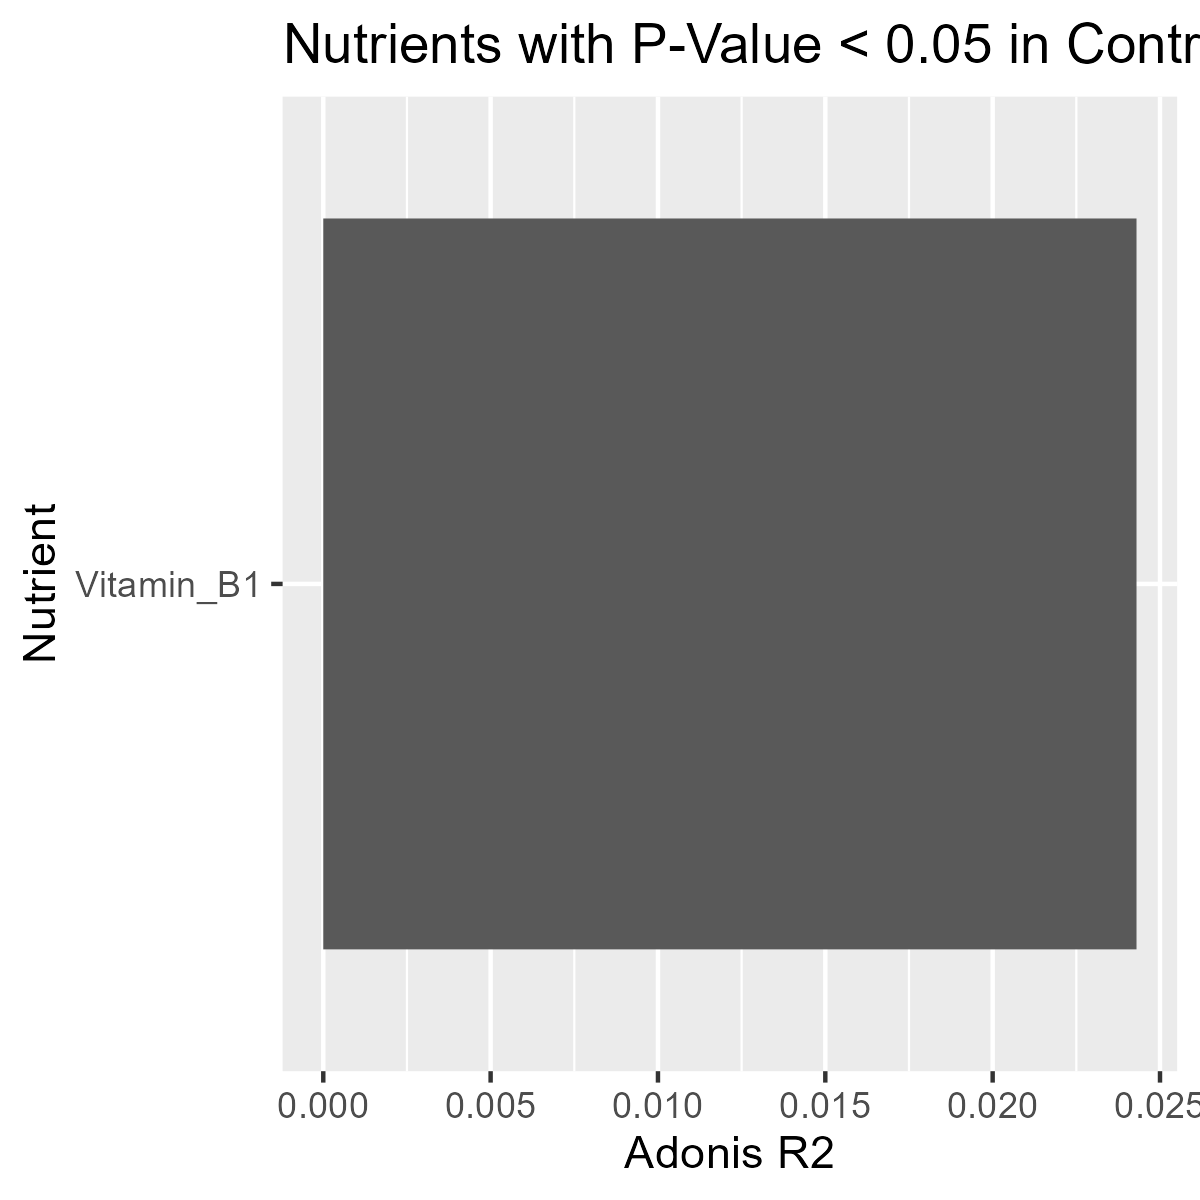 Nutrients with P-Value < 0.05 in Contr
Nutrient
Vitamin_B1
0.000 0.005 0.010 0.015 0.020 0.025
Adonis R2